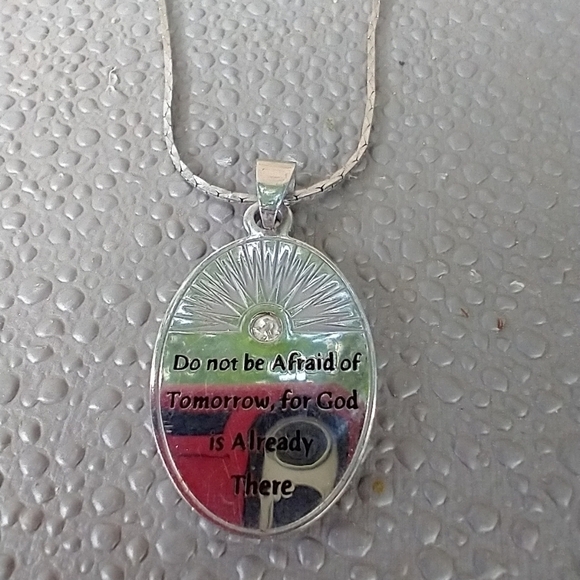 Do not be Afraid of
Tomorrow, for God
is Already
There